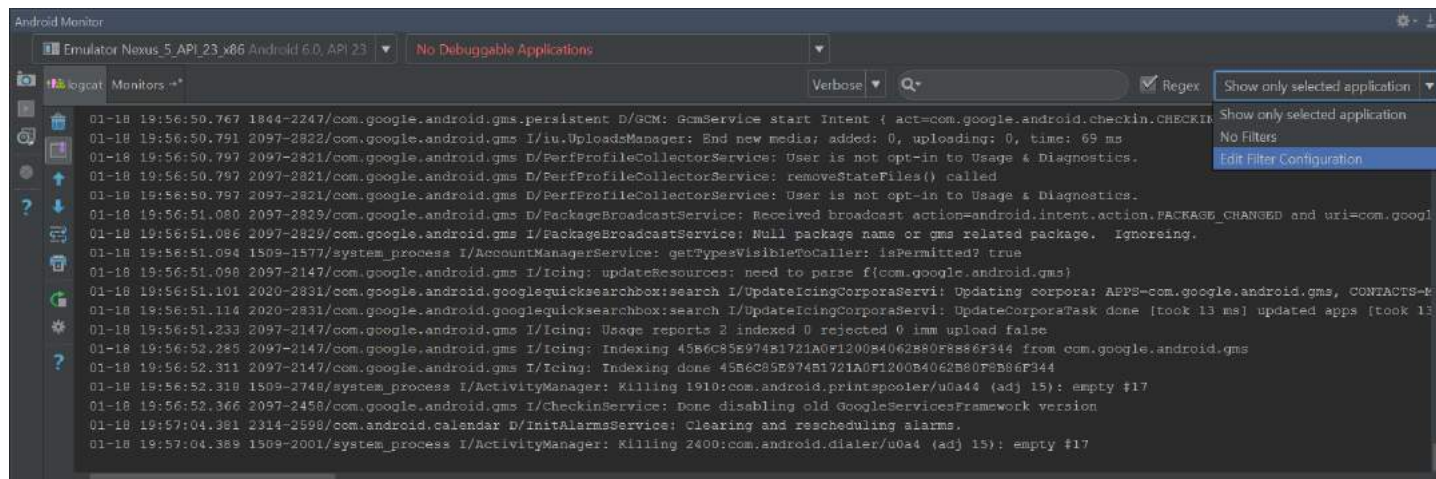 Android Monitor
Emulator Nexus_5_API_23_x86 Android 6.0, API 23
No Debuggable Applications
logcat
Monitors
Verbose
Regex
Show only selected application
Show only selected application
No Filters
Edit Filter Configuration
01-18 19:56:50.767 1844-2247/com.google.android.gms.persistent D/GCM: GcmService start Intent { act=com.google.android.checkin.CHECKIN
01-18 19:56:50.791 2097-2822/com.google.android.gms I/iu.UploadsManager: End new media; added: 0, uploading: 0, time: 69 ms
01-18 19:56:50.797 2097-2821/com.google.android.gms D/PerfProfileCollectorService: User is not opt-in to Usage & Diagnostics.
01-18 19:56:50.797 2097-2821/com.google.android.gms D/PerfProfileCollectorService: removeStateFiles() called
01-18 19:56:50.797 2097-2821/com.google.android.gms D/PerfProfileCollectorService: User is not opt-in to Usage & Diagnostics.
01-18 19:56:51.080 2097-2829/com.google.android.gms D/PackageBroadcastService: Received broadcast action=android.intent.action.PACKAGE_CHANGED and uri=com.googl
01-18 19:56:51.086 2097-2829/com.google.android.gms I/PackageBroadcastService: Null package name or gms related package.  Ignoreing.
01-18 19:56:51.094 1509-1577/system_process I/AccountManagerService: getTypesVisibleToCaller: isPermitted? true
01-18 19:56:51.098 2097-2147/com.google.android.gms I/Icing: updateResources: need to parse f{com.google.android.gms}
01-18 19:56:51.101 2020-2831/com.google.android.googlequicksearchbox:search I/UpdateIcingCorporaServi: Updating corpora: APPS=com.google.android.gms, CONTACTS=M
01-18 19:56:51.114 2020-2831/com.google.android.googlequicksearchbox:search I/UpdateIcingCorporaServi: UpdateCorporaTask done [took 13 ms] updated apps [took 13
01-18 19:56:51.233 2097-2147/com.google.android.gms I/Icing: Usage reports 2 indexed 0 rejected 0 imm upload false
01-18 19:56:52.285 2097-2147/com.google.android.gms I/Icing: Indexing 45B6C85E974B1721A0F1200B4062B80F8B86F344 from com.google.android.gms
01-18 19:56:52.311 2097-2147/com.google.android.gms I/Icing: Indexing done 45B6C85E974B1721A0F1200B4062B80F8B86F344
01-18 19:56:52.318 1509-2748/system_process I/ActivityManager: Killing 1910:com.android.printspooler/u0a44 (adj 15): empty #17
01-18 19:56:52.366 2097-2458/com.google.android.gms I/CheckinService: Done disabling old GoogleServicesFramework version
01-18 19:57:04.381 2314-2598/com.android.calendar D/InitAlarmsService: Clearing and rescheduling alarms.
01-18 19:57:04.389 1509-2001/system_process I/ActivityManager: Killing 2400:com.android.dialer/u0a4 (adj 15): empty #17